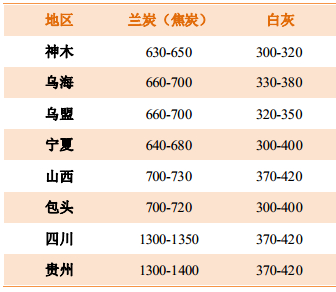 地区 兰炭（焦炭） 白灰
神木 630-650 300-320
乌海 660-700 330-380
乌盟 660-700 320-350
宁夏 640-680 300-400
山西 700-730 370-420
包头 700-720 300-400
四川 1300-1350 370-420
贵州 1300-1400 370-420